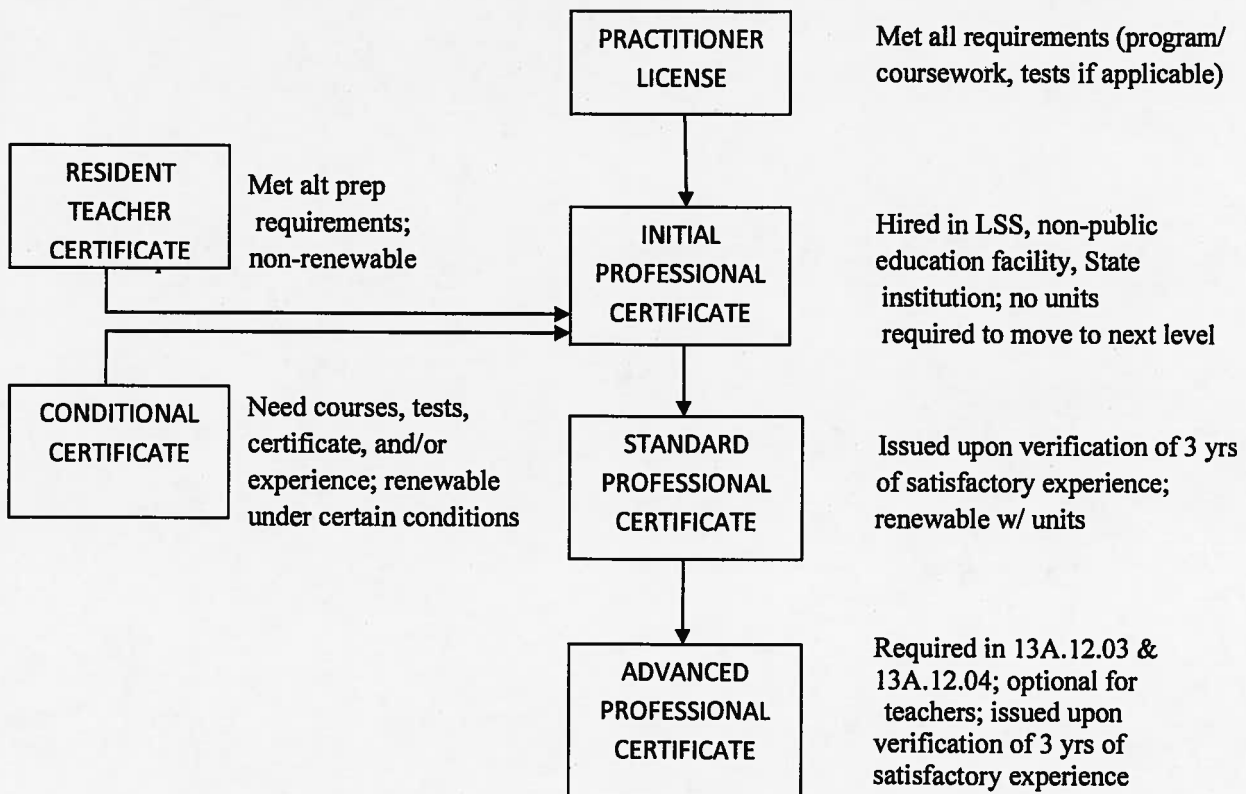 PRACTITIONER
LICENSE
Met all requirements (program/
coursework, tests if applicable)
RESIDENT
TEACHER
CERTIFICATE
Met alt prep
requirements;
non-renewable
INITIAL
PROFESSIONAL
CERTIFICATE
Hired in LSS, non-public
education facility, State
institution; no units
required to move to next level
CONDITIONAL
CERTIFICATE
Need courses, tests,
certificate, and/or
experience; renewable
under certain conditions
STANDARD
PROFESSIONAL
CERTIFICATE
Issued upon verification of 3 yrs
of satisfactory experience;
renewable w/ units
ADVANCED
PROFESSIONAL
CERTIFICATE
Required in 13A.12.03 &
13A.12.04; optional for
teachers; issued upon
verification of 3 yrs of
satisfactory experience